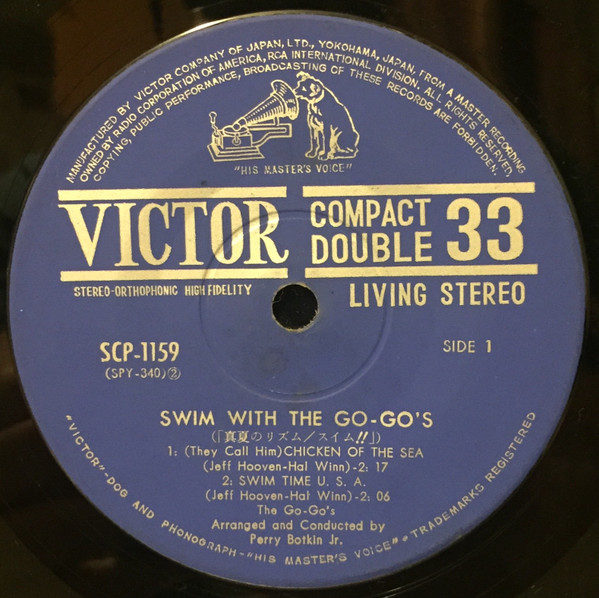 MANUFACTURED BY VICTOR COMPANY OF JAPAN, LTD., YOKOHAMA, JAPAN, FROM A MASTER RECORDING
OWNED BY RADIO CORPORATION OF AMERICA, RCA INTERNATIONAL DIVISION. ALL RIGHTS RESERVED.
COPYING, PUBLIC PERFORMANCE, BROADCASTING OF THESE RECORDS ARE FORBIDDEN.
"HIS MASTER'S VOICE"
VICTOR
COMPACT
DOUBLE 33
STEREO-ORTHOPHONIC HIGH FIDELITY
LIVING STEREO
SCP-1159
(SPY-340)②
SIDE 1
SWIM WITH THE GO-GO'S
(「真夏のリズム/スイム!!」)
1: (They Call Him) CHICKEN OF THE SEA
(Jeff Hooven-Hal Winn)-2: 17
2: SWIM TIME U. S. A.
(Jeff Hooven-Hal Winn)-2: 06
The Go-Go's
Arranged and Conducted by
Perry Botkin Jr.
"VICTOR"-DOG AND PHONOGRAPH-"HIS MASTER'S VOICE"®TRADEMARKS REGISTERED